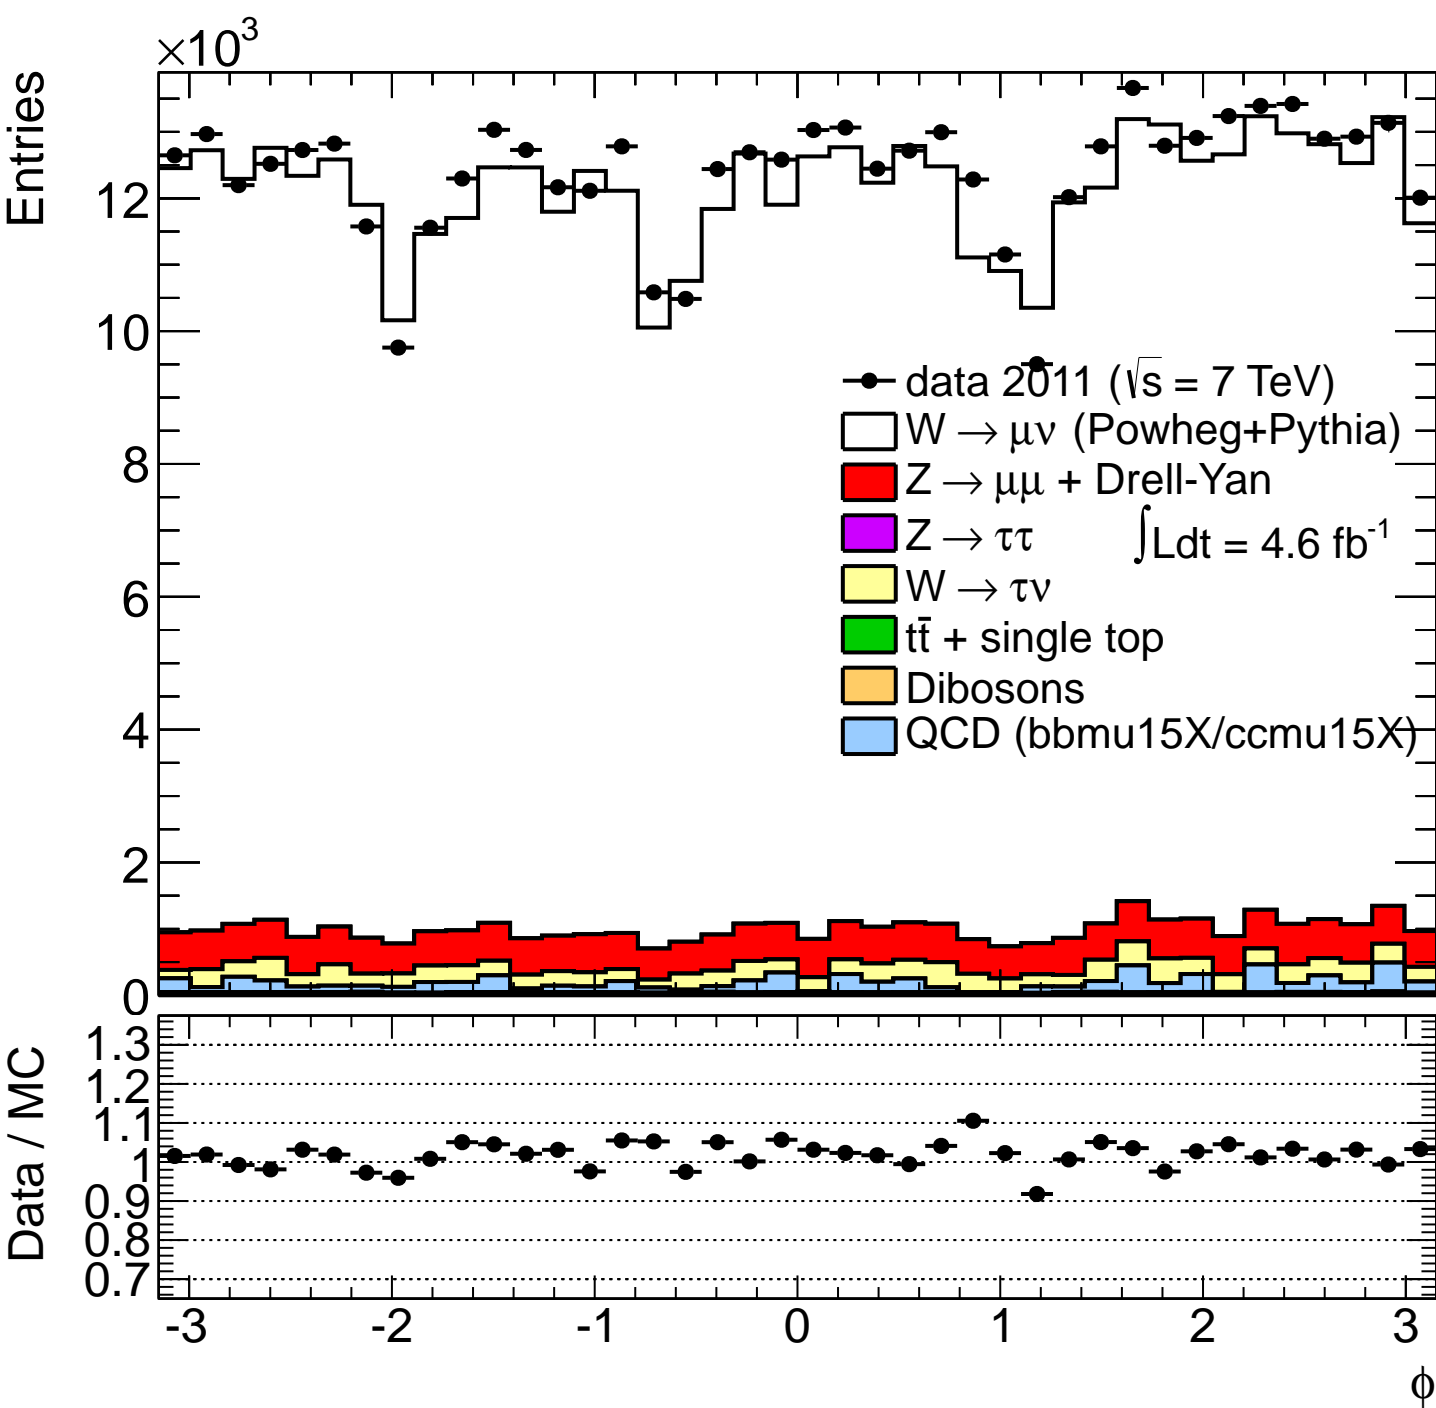 ×10³
Entries
12
10
8
6
4
2
0
data 2011 (√s = 7 TeV)
W → μν (Powheg+Pythia)
Z → μμ + Drell-Yan
Z → ττ
∫Ldt = 4.6 fb⁻¹
W → τν
tt̄ + single top
Dibosons
QCD (bbmu15X/ccmu15X)
Data / MC
1.3
1.2
1.1
1
0.9
0.8
0.7
-3 -2 -1 0 1 2 3
ϕ